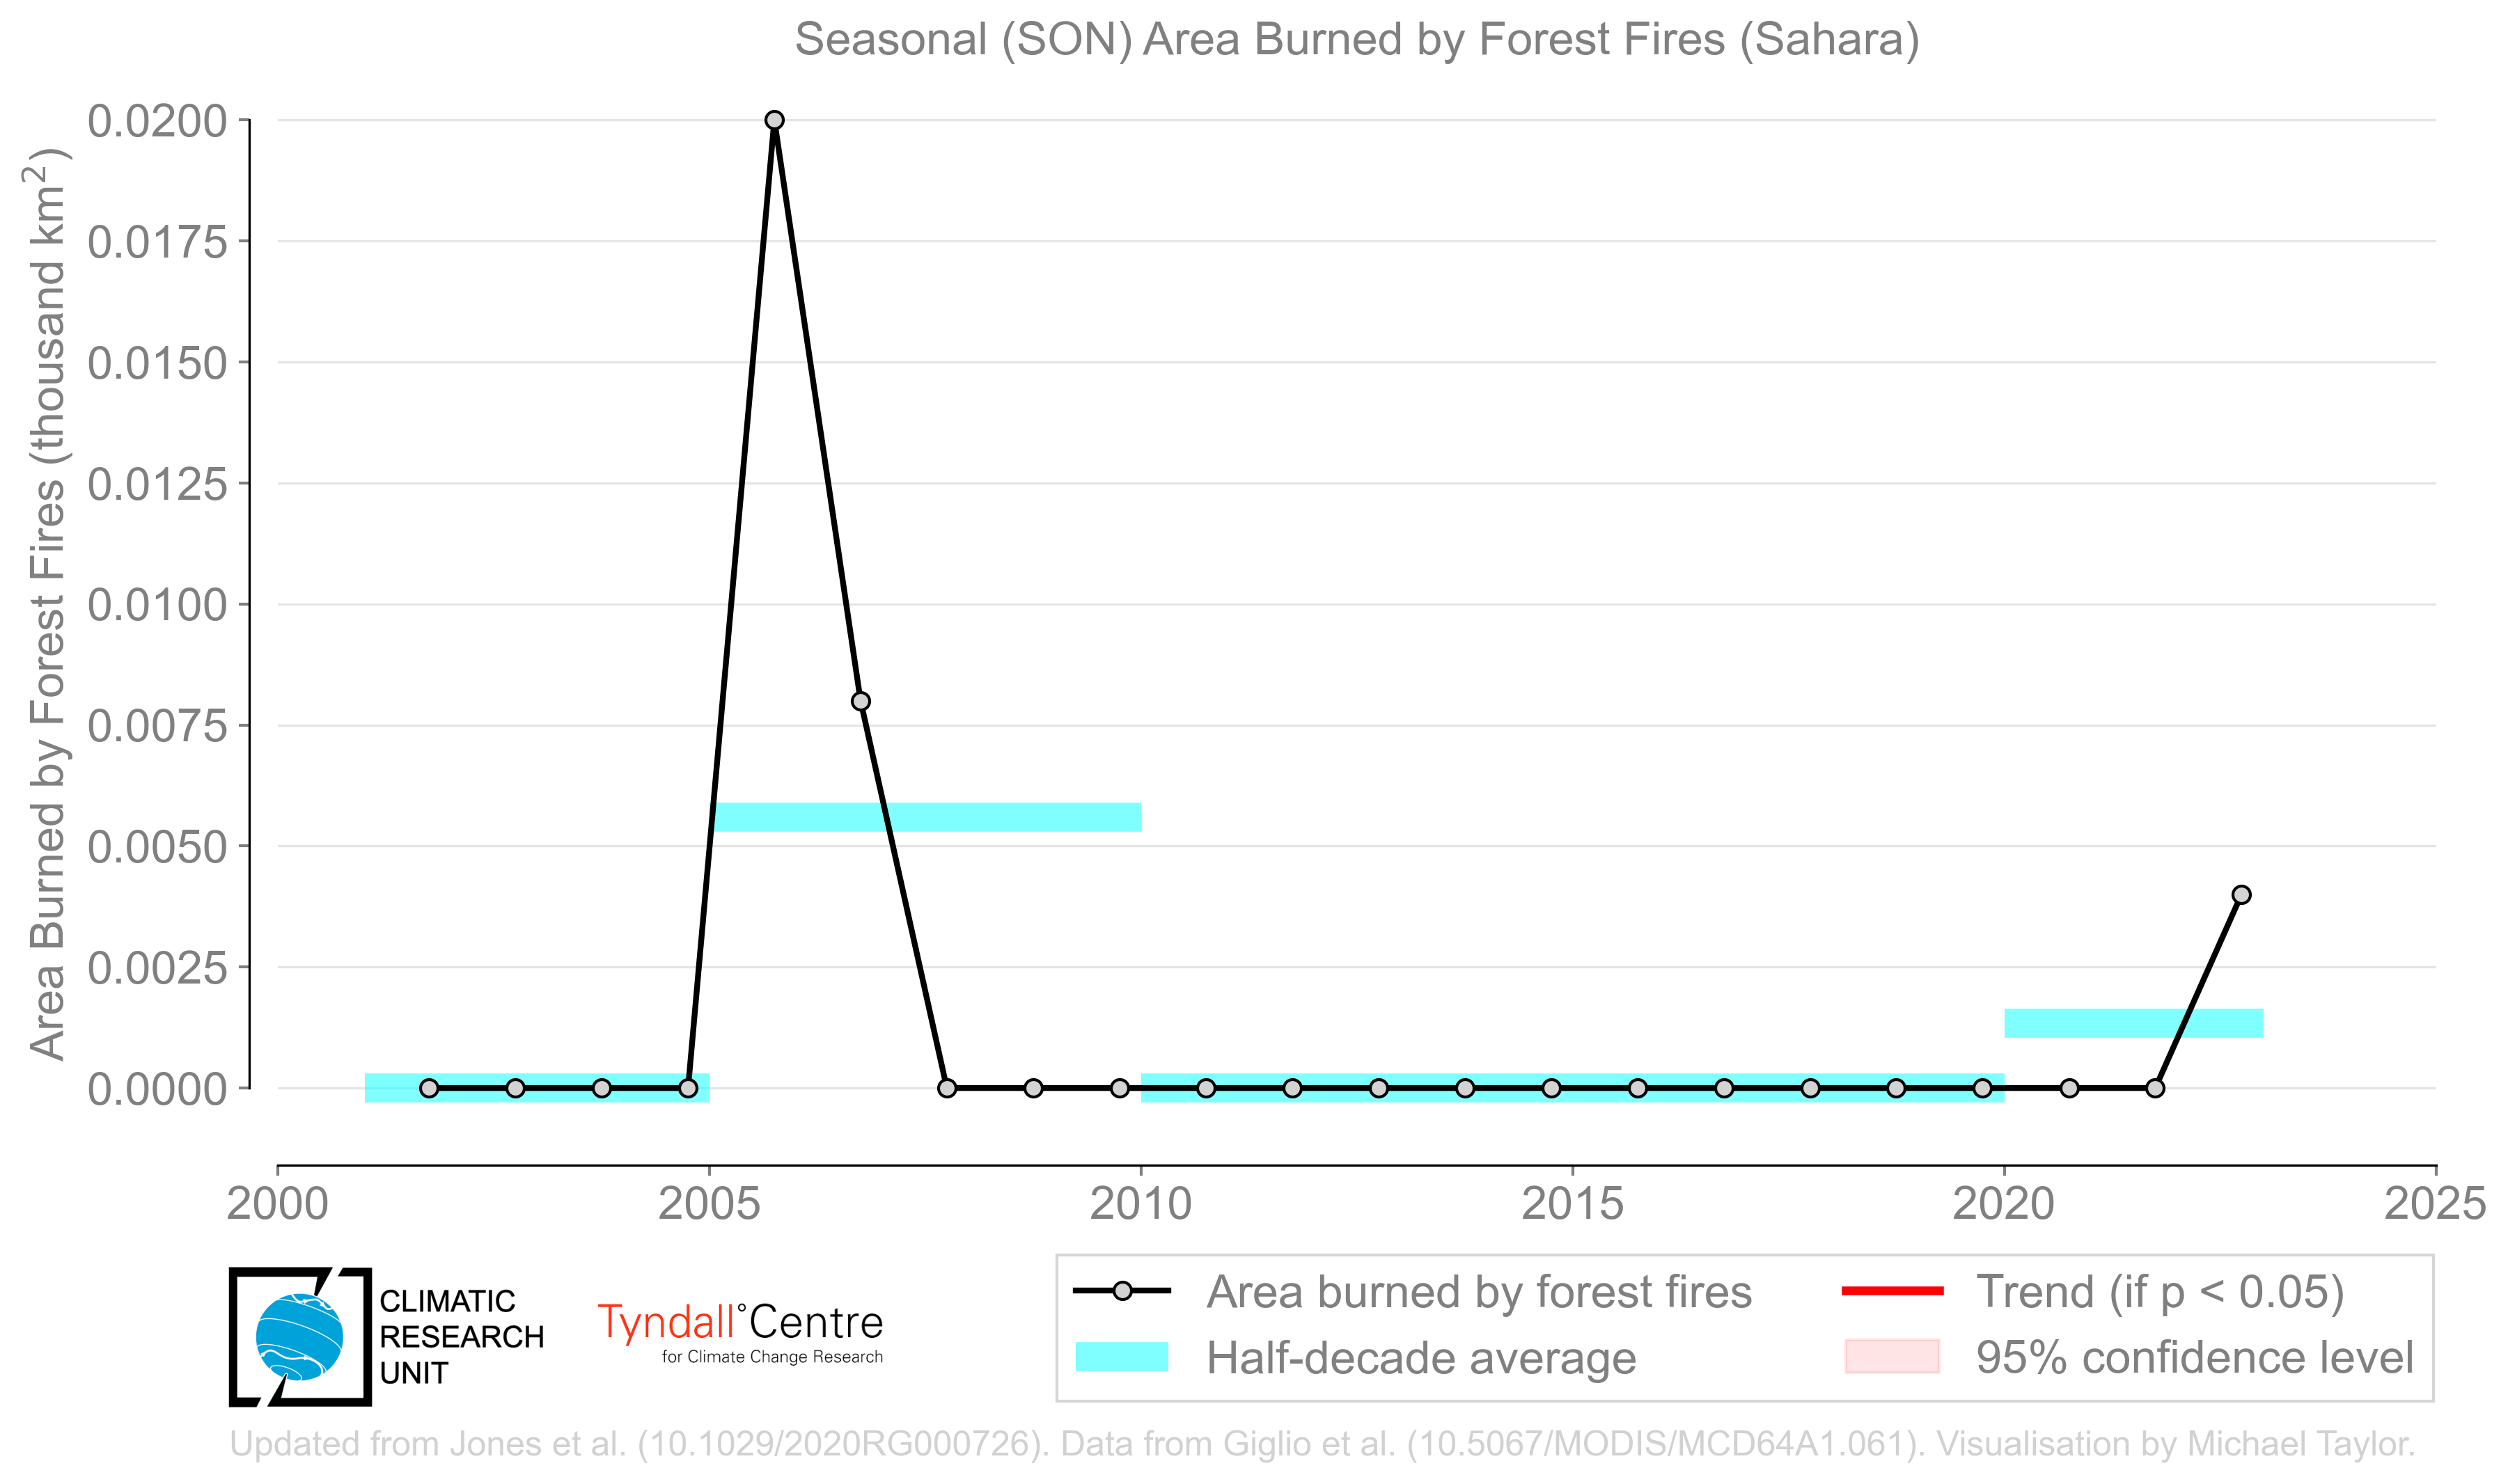 Seasonal (SON) Area Burned by Forest Fires (Sahara)
Area Burned by Forest Fires (thousand km²)
0.0200
0.0175
0.0150
0.0125
0.0100
0.0075
0.0050
0.0025
0.0000
2000 2005 2010 2015 2020 2025
CLIMATIC
RESEARCH
UNIT
Tyndall°Centre
for Climate Change Research
Area burned by forest fires
Half-decade average
Trend (if p < 0.05)
95% confidence level
Updated from Jones et al. (10.1029/2020RG000726). Data from Giglio et al. (10.5067/MODIS/MCD64A1.061). Visualisation by Michael Taylor.